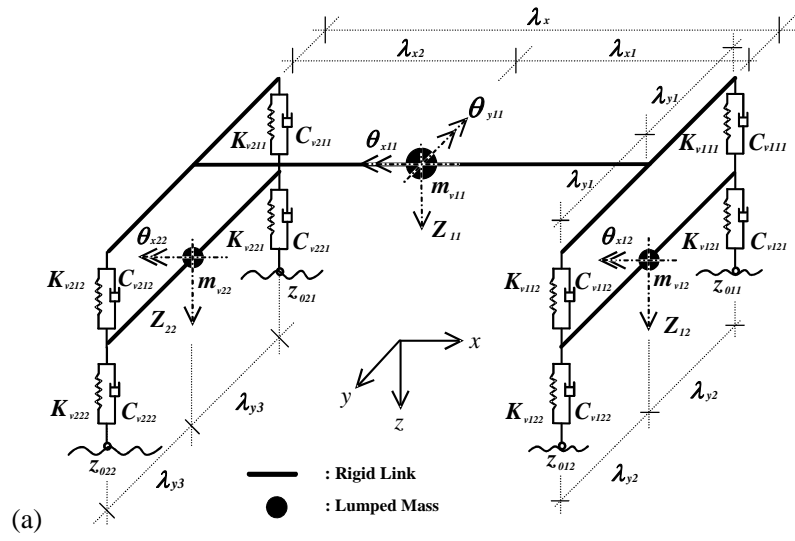 λx
λx2 λx1
θy11
λy1
Kv211 Cv211
θx11
Kv111 Cv111
mv11
λy1
Kv221 Cv221
Z11
θx22
θx12
Kv121 Cv121
Kv212 Cv212
mv22
Kv112 Cv112
mv12
z021
z011
Z22
Z12
x
y
z
Kv222 Cv222
λy3
Kv122 Cv122
λy2
z022
λy3
z012
λy2
: Rigid Link
: Lumped Mass
(a)